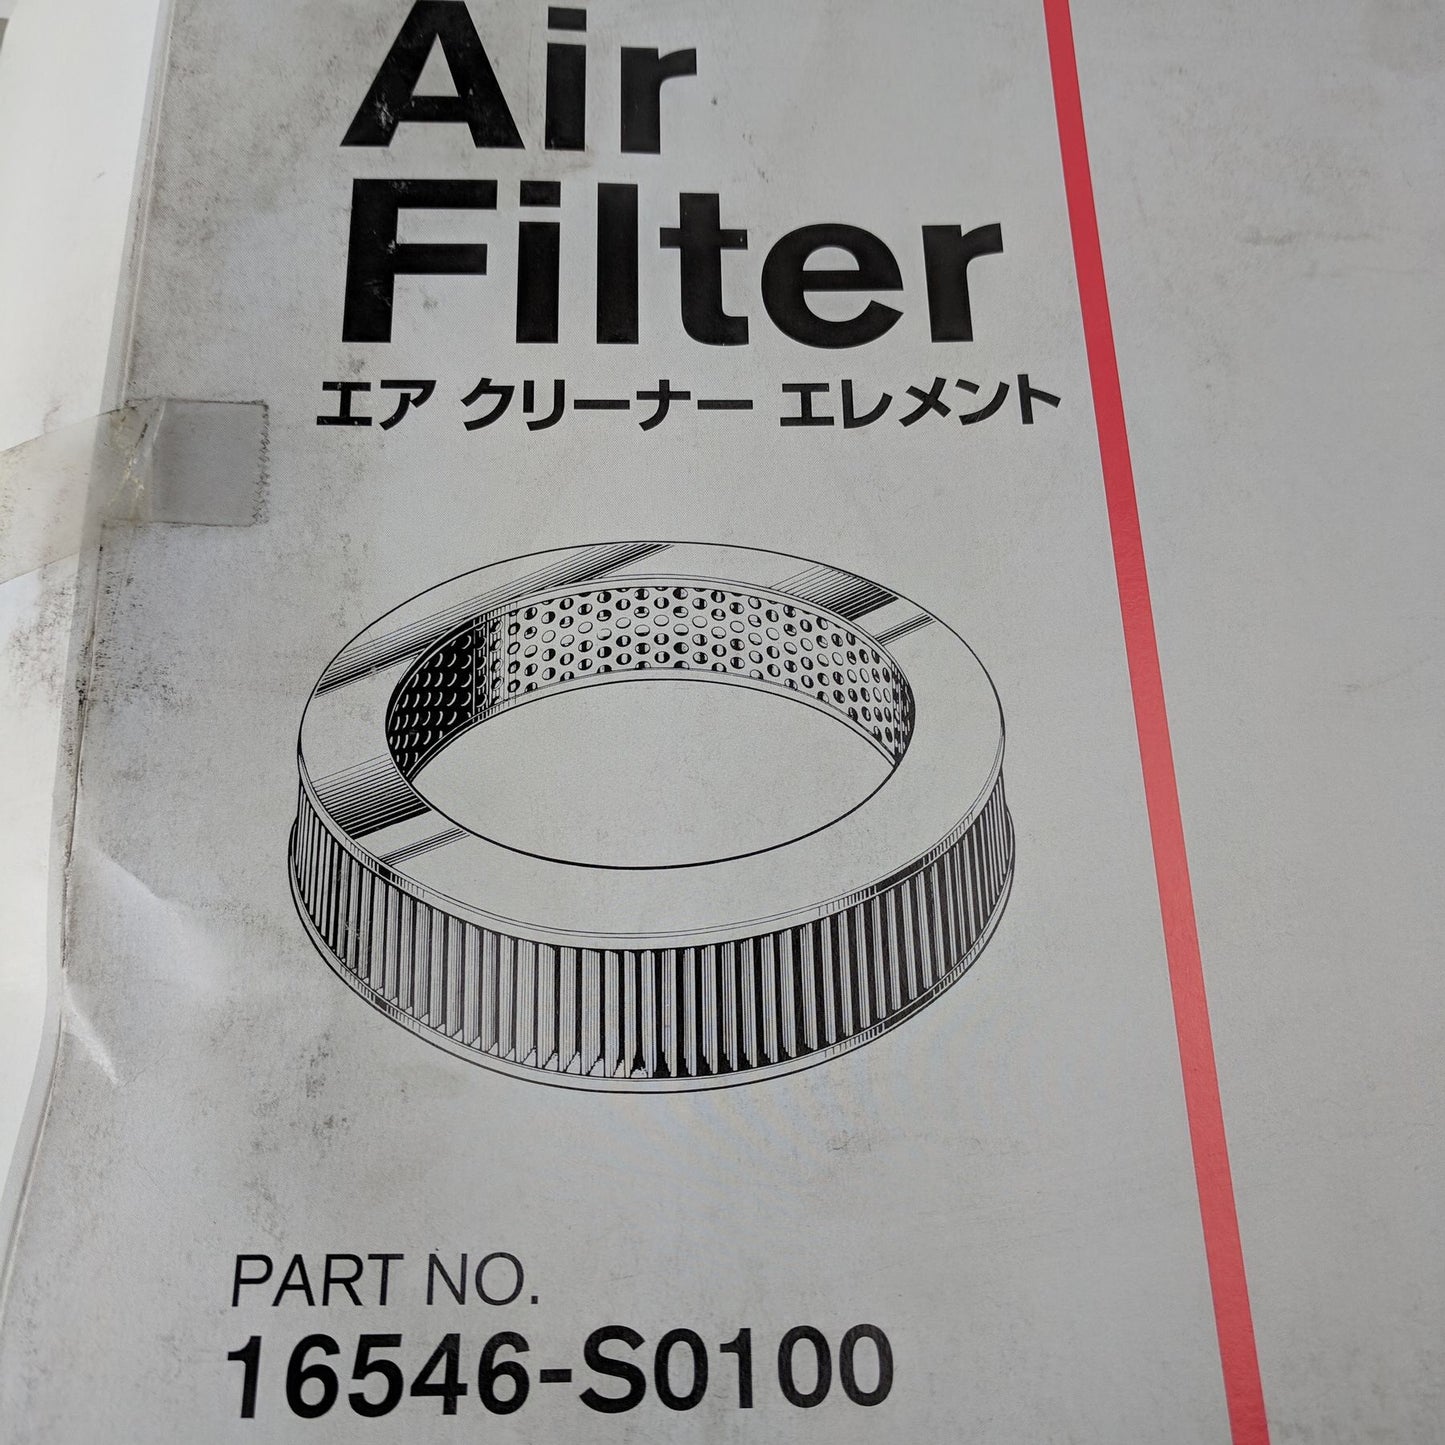 Air
Filter
エア クリーナー エレメント
PART NO.
16546-S0100